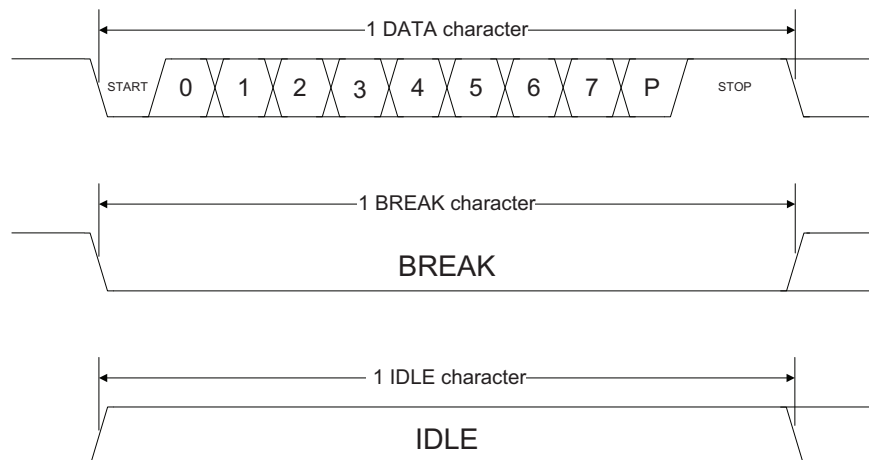 1 DATA character
START 0 1 2 3 4 5 6 7 P STOP
1 BREAK character
BREAK
1 IDLE character
IDLE